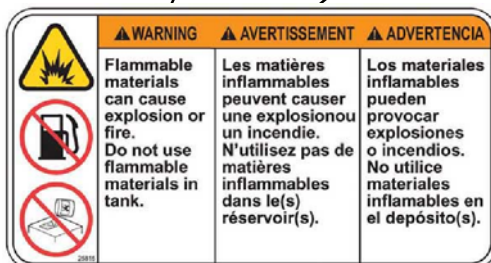 ⚠WARNING
Flammable
materials
can cause
explosion or
fire.
Do not use
flammable
materials in
tank.
⚠ AVERTISSEMENT
Les matières
inflammables
peuvent causer
une explosionou
un incendie.
N'utilisez pas de
matières
inflammables
dans le(s)
réservoir(s).
⚠ ADVERTENCIA
Los materiales
inflamables
pueden
provocar
explosiones
o incendios.
No utilice
materiales
inflamables en
el depósito(s).